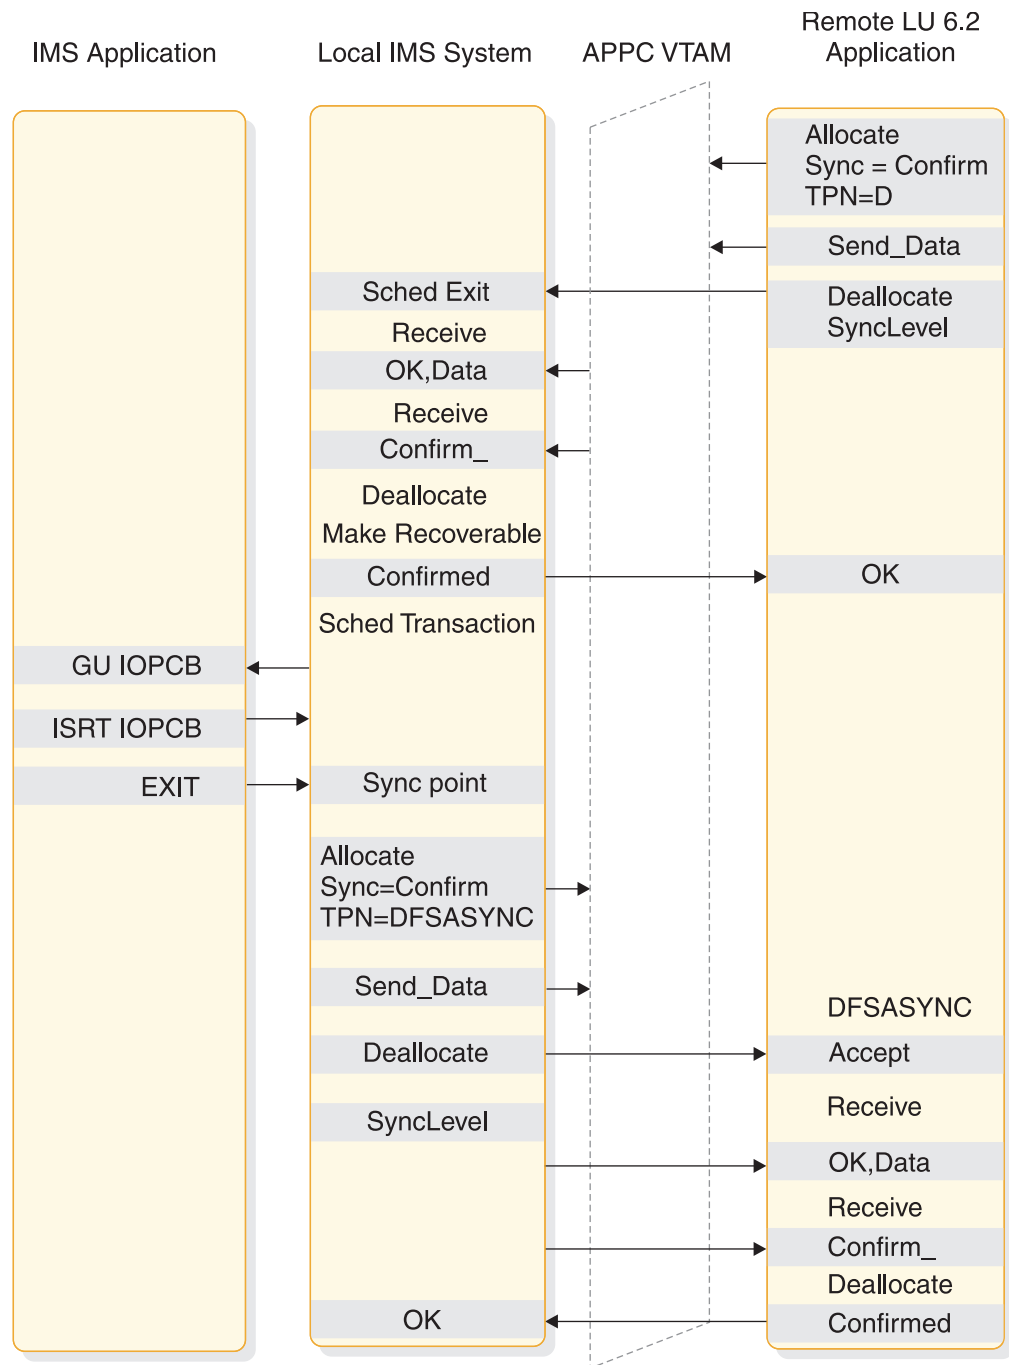 IMS Application
Local IMS System
APPC VTAM
Remote LU 6.2
Application
Allocate
Sync = Confirm
TPN=D
Send_Data
Sched Exit
Deallocate
SyncLevel
Receive
OK,Data
Receive
Confirm_
Deallocate
Make Recoverable
Confirmed
OK
Sched Transaction
GU IOPCB
ISRT IOPCB
EXIT
Sync point
Allocate
Sync=Confirm
TPN=DFSASYNC
Send_Data
DFSASYNC
Deallocate
Accept
Receive
SyncLevel
OK,Data
Receive
Confirm_
Deallocate
OK
Confirmed